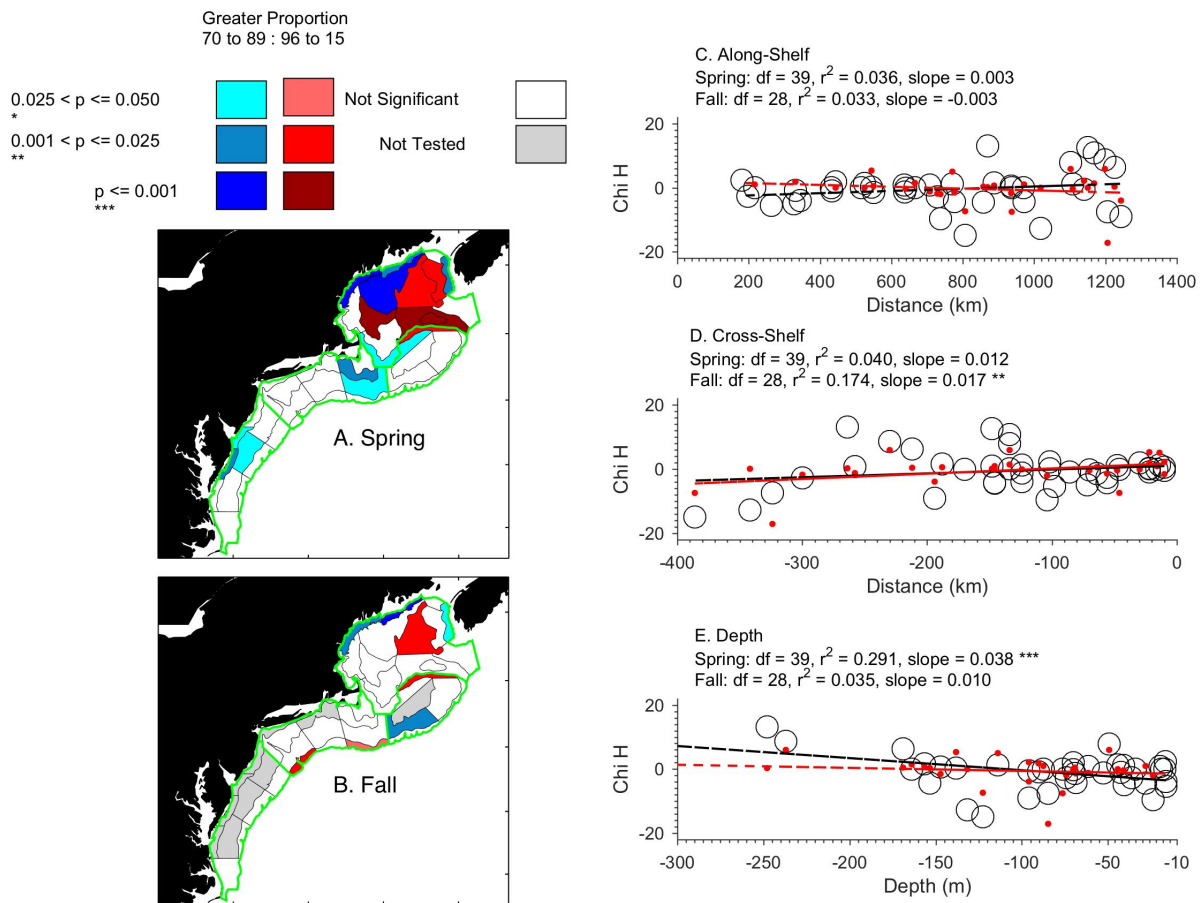 Greater Proportion
70 to 89 : 96 to 15
0.025 < p <= 0.050
*
Not Significant
0.001 < p <= 0.025
**
Not Tested
p <= 0.001
***
A. Spring
B. Fall
C. Along-Shelf
Spring: df = 39, r² = 0.036, slope = 0.003
Fall: df = 28, r² = 0.033, slope = -0.003
20
0
-20
Chi H
0 200 400 600 800 1000 1200 1400
Distance (km)
D. Cross-Shelf
Spring: df = 39, r² = 0.040, slope = 0.012
Fall: df = 28, r² = 0.174, slope = 0.017 **
20
0
-20
Chi H
-400 -300 -200 -100 0
Distance (km)
E. Depth
Spring: df = 39, r² = 0.291, slope = 0.038 ***
Fall: df = 28, r² = 0.035, slope = 0.010
20
0
-20
Chi H
-300 -250 -200 -150 -100 -50 -10
Depth (m)